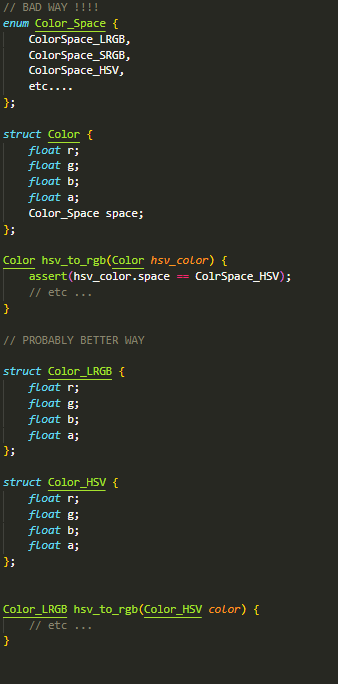 // BAD WAY !!!!
enum Color_Space {
    ColorSpace_LRGB,
    ColorSpace_SRGB,
    ColorSpace_HSV,
    etc....
};

struct Color {
    float r;
    float g;
    float b;
    float a;
    Color_Space space;
};

Color hsv_to_rgb(Color hsv_color) {
    assert(hsv_color.space == ColrSpace_HSV);
    // etc ...
}

// PROBABLY BETTER WAY

struct Color_LRGB {
    float r;
    float g;
    float b;
    float a;
};

struct Color_HSV {
    float r;
    float g;
    float b;
    float a;
};

Color_LRGB hsv_to_rgb(Color_HSV color) {
    // etc ...
}